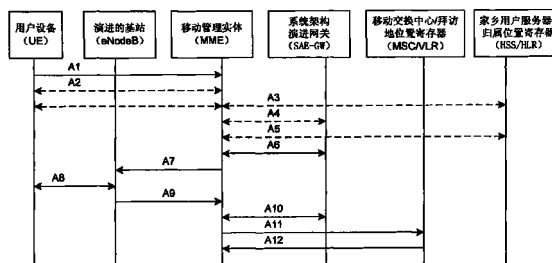 用户设备
（UE）
演进的基站
（eNodeB）
移动管理实体
（MME）
系统架构
演进网关
（SAE-GW）
移动交换中心/拜访
地位置寄存器
（MSC/VLR）
家乡用户服务器
归属位置寄存器
（HSS/HLR）
A1
A2
A3
A4
A5
A6
A7
A8
A9
A10
A11
A12